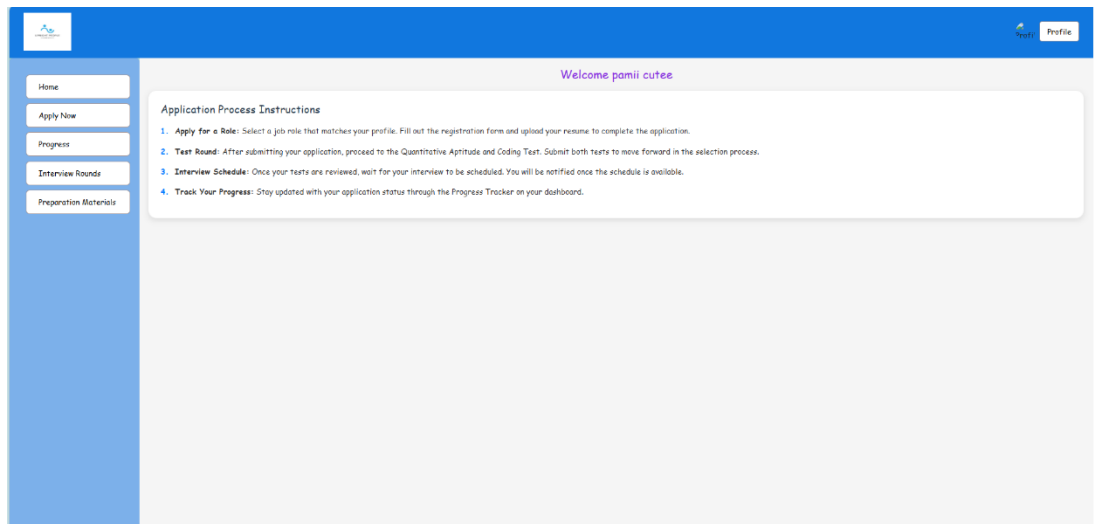 Profi
Profile
Home
Apply Now
Progress
Interview Rounds
Preparation Materials
Welcome pamii cutee
Application Process Instructions
1. Apply for a Role: Select a job role that matches your profile. Fill out the registration form and upload your resume to complete the application.
2. Test Round: After submitting your application, proceed to the Quantitative Aptitude and Coding Test. Submit both tests to move forward in the selection process.
3. Interview Schedule: Once your tests are reviewed, wait for your interview to be scheduled. You will be notified once the schedule is available.
4. Track Your Progress: Stay updated with your application status through the Progress Tracker on your dashboard.